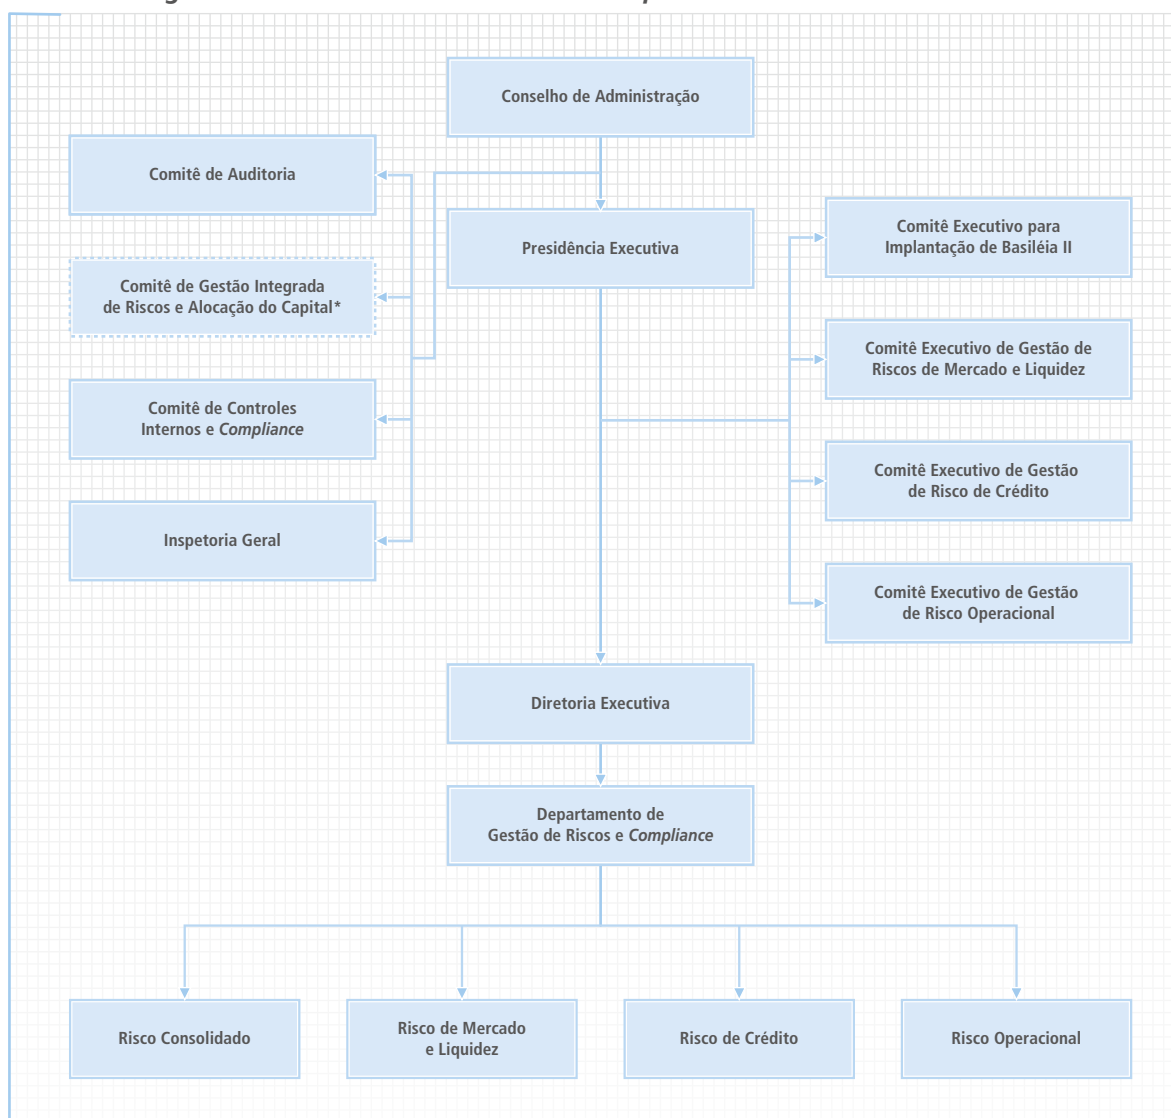 Conselho de Administração
Comitê de Auditoria
Presidência Executiva
Comitê Executivo para
Implantação de Basiléia II
Comitê de Gestão Integrada
de Riscos e Alocação do Capital*
Comitê Executivo de Gestão de
Riscos de Mercado e Liquidez
Comitê de Controles
Internos e Compliance
Comitê Executivo de Gestão
de Risco de Crédito
Inspetoria Geral
Comitê Executivo de Gestão
de Risco Operacional
Diretoria Executiva
Departamento de
Gestão de Riscos e Compliance
Risco Consolidado
Risco de Mercado
e Liquidez
Risco de Crédito
Risco Operacional